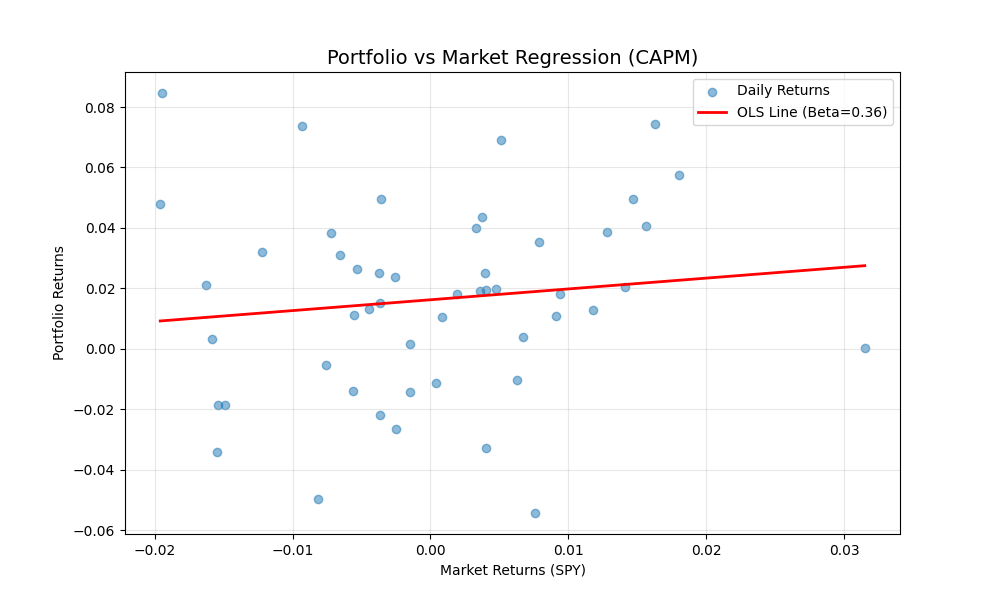 Portfolio vs Market Regression (CAPM)
Daily Returns
OLS Line (Beta=0.36)
Portfolio Returns
0.08
0.06
0.04
0.02
0.00
−0.02
−0.04
−0.06
−0.02
−0.01
0.00
0.01
0.02
0.03
Market Returns (SPY)